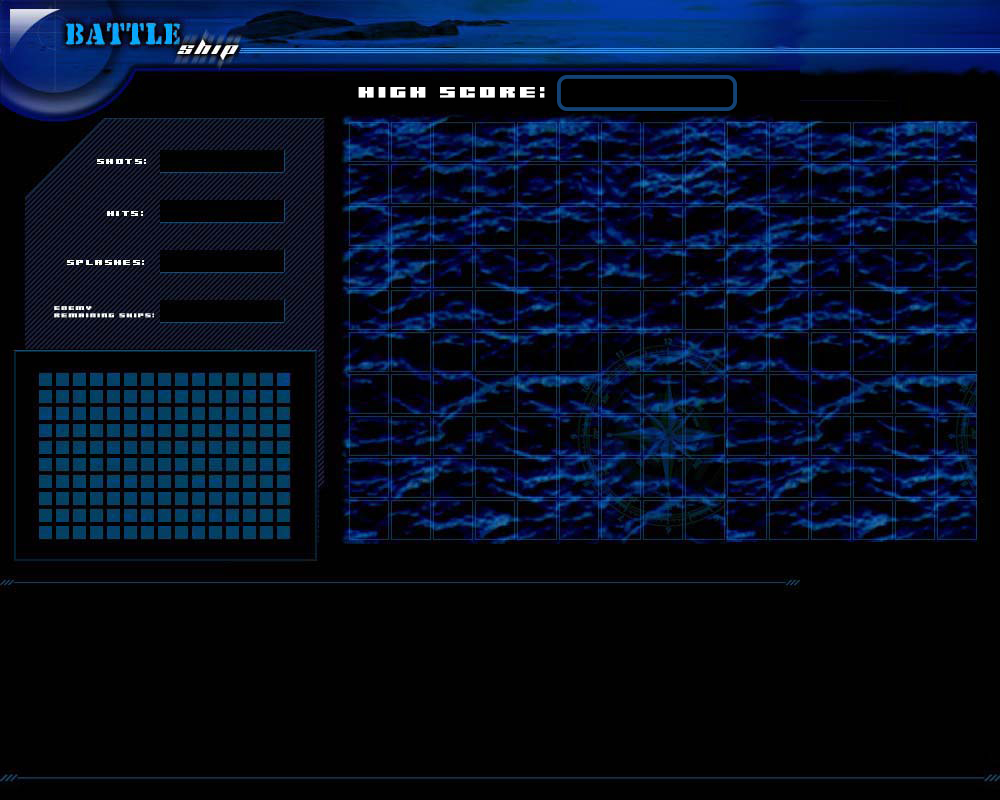 BATTLE
ship
HIGH SCORE:
SHOTS:
HITS:
SPLASHES:
ENEMY
REMAINING SHIPS: